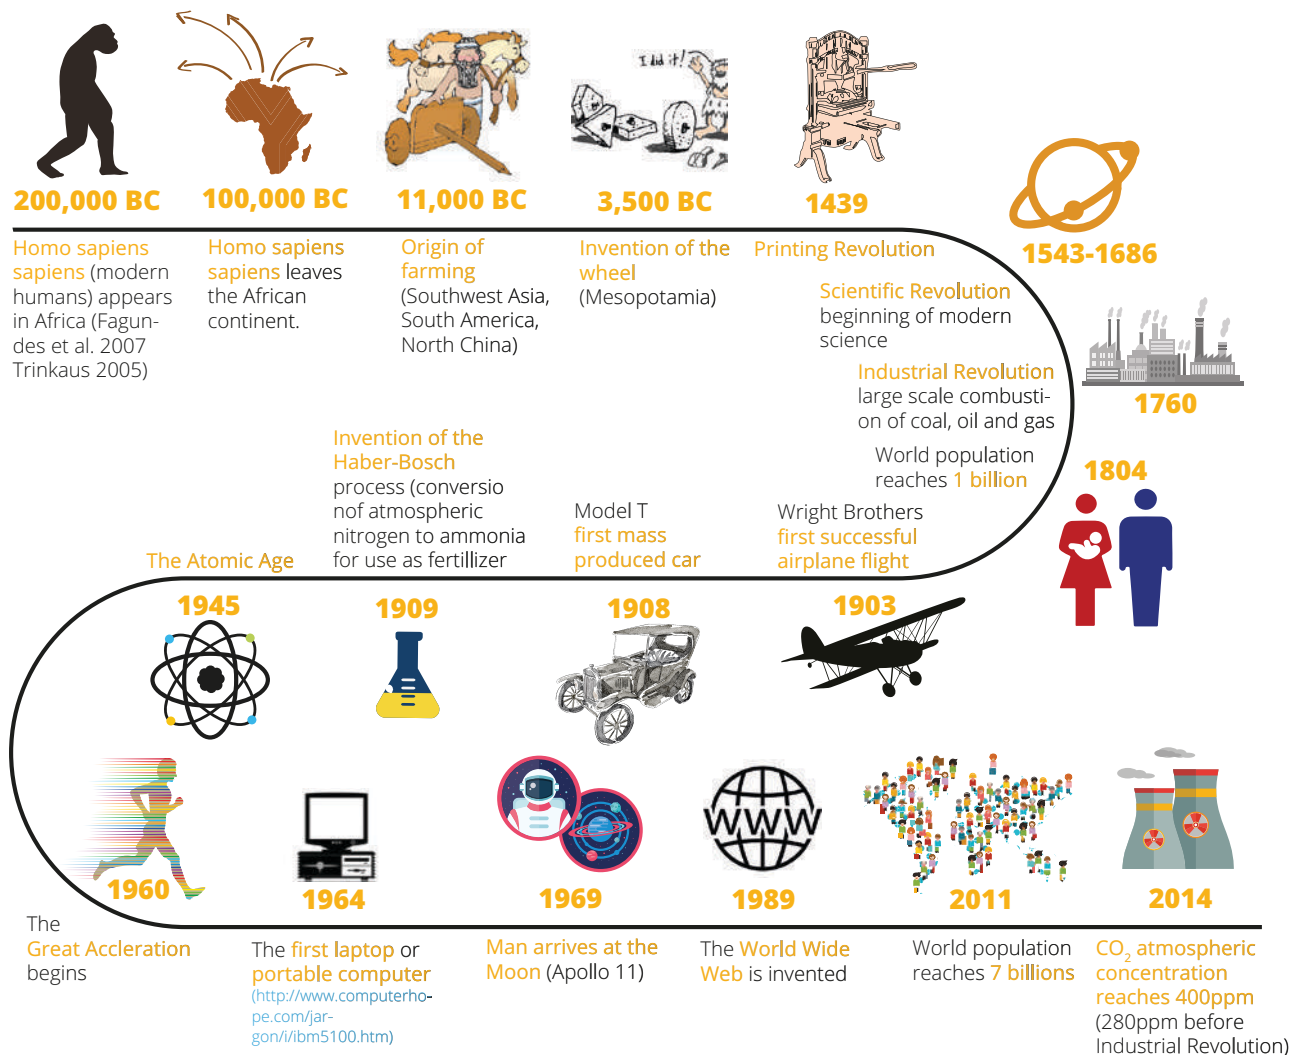 200,000 BC
Homo sapiens
sapiens (modern
humans) appears
in Africa (Fagun-
des et al. 2007
Trinkaus 2005)
100,000 BC
Homo sapiens
sapiens leaves
the African
continent.
11,000 BC
Origin of
farming
(Southwest Asia,
South America,
North China)
I did it!
3,500 BC
Invention of the
wheel
(Mesopotamia)
1439
Printing Revolution
1543-1686
Scientific Revolution
beginning of modern
science
1760
Industrial Revolution
large scale combusti-
on of coal, oil and gas
1804
World population
reaches 1 billion
Wright Brothers
first successful
airplane flight
1903
Model T
first mass
produced car
1908
Invention of the
Haber-Bosch
process (conversio
nof atmospheric
nitrogen to ammonia
for use as fertillizer
1909
The Atomic Age
1945
1960
The
Great Accleration
begins
1964
The first laptop or
portable computer
(http://www.computerho-
pe.com/jar-
gon/i/ibm5100.htm)
1969
Man arrives at the
Moon (Apollo 11)
WWW
1989
The World Wide
Web is invented
2011
World population
reaches 7 billions
2014
CO₂ atmospheric
concentration
reaches 400ppm
(280ppm before
Industrial Revolution)